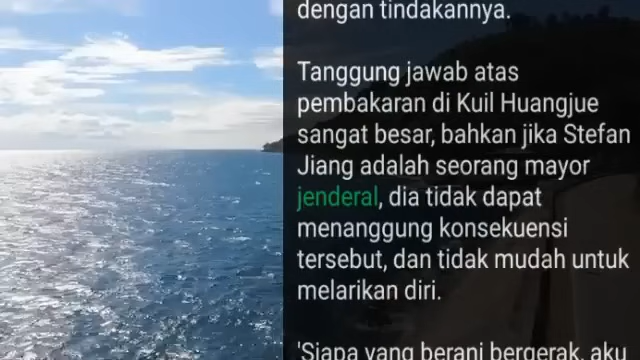 dengan tindakannya.
Tanggung jawab atas
pembakaran di Kuil Huangjue
sangat besar, bahkan jika Stefan
Jiang adalah seorang mayor
jenderal, dia tidak dapat
menanggung konsekuensi
tersebut, dan tidak mudah untuk
melarikan diri.
'Siapa yang berani bergerak, aku